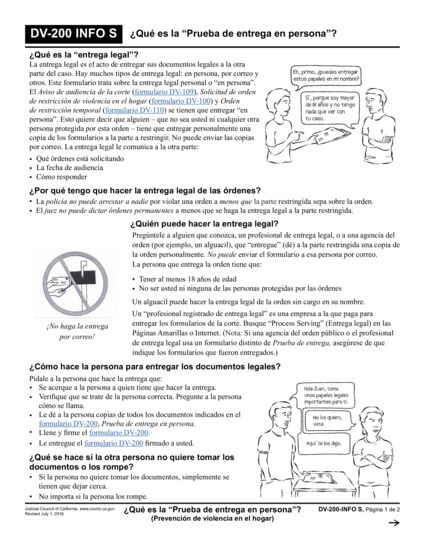 DV-200 INFO S
¿Qué es la “Prueba de entrega en persona”?
¿Qué es la “entrega legal”?
La entrega legal es el acto de entregar sus documentos legales a la otra
parte del caso. Hay muchos tipos de entrega legal: en persona, por correo y
otros. Este formulario trata sobre la entrega legal personal o “en persona”.
El Aviso de audiencia de la corte (formulario DV-109), Solicitud de orden
de restricción de violencia en el hogar (formulario DV-100) y Orden
de restricción temporal (formulario DV-110) se tienen que entregar “en
persona”. Esto quiere decir que alguien – que no sea usted ni cualquier otra
persona protegida por esta orden – tiene que entregar personalmente una
copia de los formularios a la parte a restringir. No puede enviar las copias
por correo. La entrega legal le comunica a la otra parte:
• Qué órdenes está solicitando
• La fecha de audiencia
• Cómo responder
Eh, primo, ¿puedes entregar
estos papeles en mi nombre?
Sí, porque soy mayor
de 18 años y no tengo
nada que ver con
tu caso.
¿Por qué tengo que hacer la entrega legal de las órdenes?
• La policía no puede arrestar a nadie por violar una orden a menos que la parte restringida sepa sobre la orden.
• El juez no puede dictar órdenes permanentes a menos que se haga la entrega legal a la parte restringida.
¿Quién puede hacer la entrega legal?
Pregúntele a alguien que conozca, un profesional de entrega legal, o a una agencia del
orden (por ejemplo, un alguacil), que “entregue” (dé) a la parte restringida una copia de
la orden personalmente. No puede enviar el formulario a esa persona por correo.
La persona que entrega la orden tiene que:
• Tener al menos 18 años de edad
• No ser usted ni ninguna de las personas protegidas por las órdenes
Un alguacil puede hacer la entrega legal de la orden sin cargo en su nombre.
Un “profesional registrado de entrega legal” es una empresa a la que paga para
entregar los formularios de la corte. Busque “Process Serving” (Entrega legal) en las
Páginas Amarillas o Internet. (Nota: Si una agencia del orden público o el profesional
de entrega legal usa un formulario distinto de Prueba de entrega, asegúrese de que
indique los formularios que fueron entregados.)
¡No haga la entrega
por correo!
¿Cómo hace la persona para entregar los documentos legales?
Pídale a la persona que hace la entrega que:
• Se acerque a la persona a quien tiene que hacer la entrega.
• Verifique que se trate de la persona correcta. Pregunte a la persona
cómo se llama.
• Le dé a la persona copias de todos los documentos indicados en el
formulario DV-200, Prueba de entrega en persona.
• Llene y firme el formulario DV-200.
• Le entregue el formulario DV-200 firmado a usted.
Hola Juan, toma
unos papeles legales
importantes para ti.
No los quiero,
vete.
Aquí te los dejo.
¿Qué se hace si la otra persona no quiere tomar los
documentos o los rompe?
• Si la persona no quiere tomar los documentos, simplemente se
tienen que dejar cerca.
• No importa si la persona los rompe.
Judicial Council of California, www.courts.ca.gov
Revised July 1, 2016
¿Qué es la “Prueba de entrega en persona”?
(Prevención de violencia en el hogar)
DV-200-INFO S, Página 1 de 2